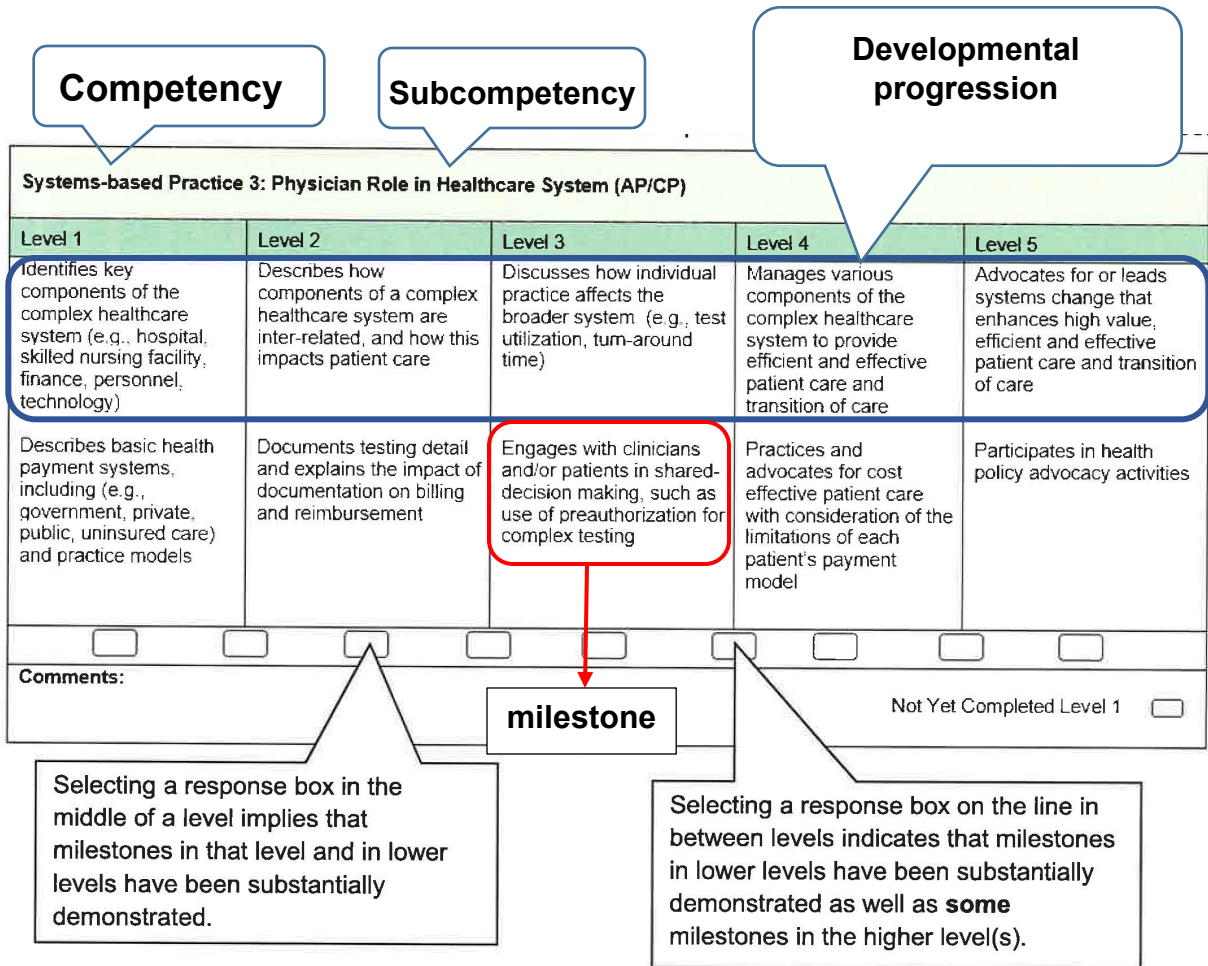 Competency
Subcompetency
Developmental
progression
Systems-based Practice 3: Physician Role in Healthcare System (AP/CP)
Level 1
Level 2
Level 3
Level 4
Level 5
Identifies key
components of the
complex healthcare
system (e.g., hospital,
skilled nursing facility,
finance, personnel,
technology)
Describes how
components of a complex
healthcare system are
inter-related, and how this
impacts patient care
Discusses how individual
practice affects the
broader system (e.g., test
utilization, turn-around
time)
Manages various
components of the
complex healthcare
system to provide
efficient and effective
patient care and
transition of care
Advocates for or leads
systems change that
enhances high value,
efficient and effective
patient care and transition
of care
Describes basic health
payment systems,
including (e.g.,
government, private,
public, uninsured care)
and practice models
Documents testing detail
and explains the impact of
documentation on billing
and reimbursement
Engages with clinicians
and/or patients in shared-
decision making, such as
use of preauthorization for
complex testing
Practices and
advocates for cost
effective patient care
with consideration of the
limitations of each
patient's payment
model
Participates in health
policy advocacy activities
Comments:
Not Yet Completed Level 1
milestone
Selecting a response box in the
middle of a level implies that
milestones in that level and in lower
levels have been substantially
demonstrated.
Selecting a response box on the line in
between levels indicates that milestones
in lower levels have been substantially
demonstrated as well as some
milestones in the higher level(s).